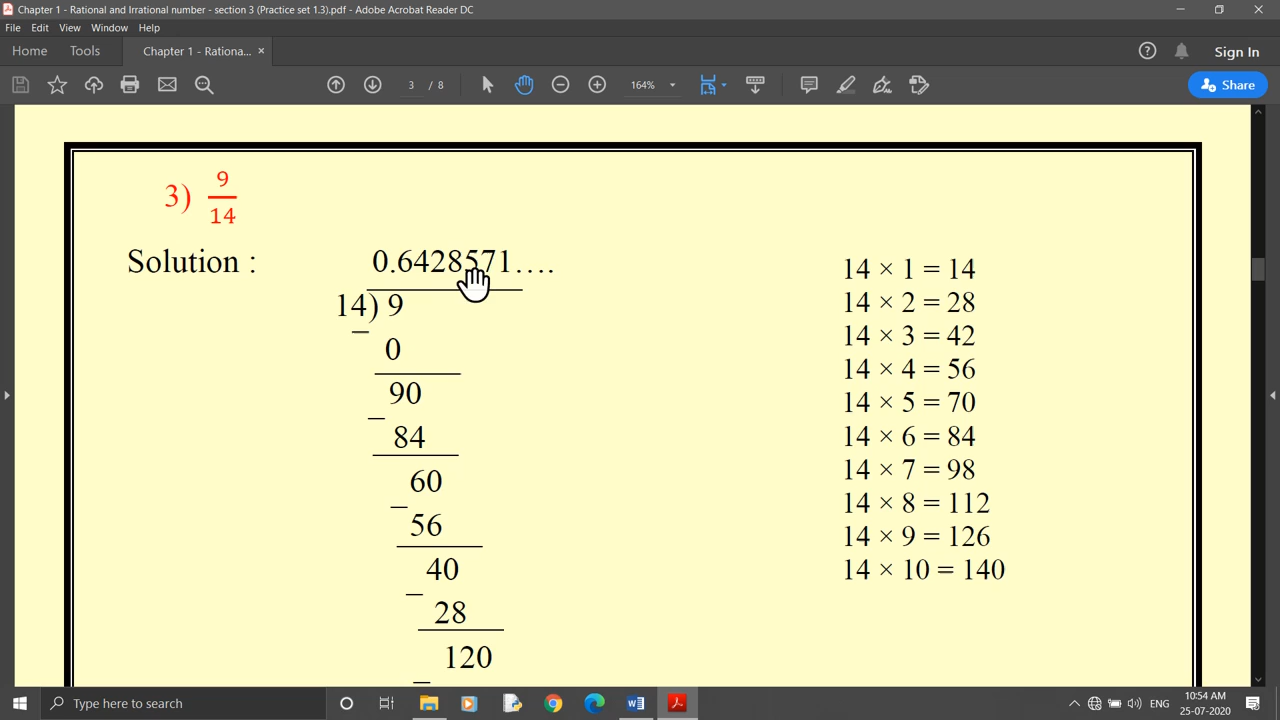 Chapter 1 - Rational and Irrational number - section 3 (Practice set 1.3).pdf - Adobe Acrobat Reader DC
File Edit View Window Help
Home Tools Chapter 1 - Rationa... × Sign In
3 / 8 164% Share
3) 9/14
Solution : 0.6428571....
14) 9
– 0
90
– 84
60
– 56
40
– 28
120
–
14 × 1 = 14
14 × 2 = 28
14 × 3 = 42
14 × 4 = 56
14 × 5 = 70
14 × 6 = 84
14 × 7 = 98
14 × 8 = 112
14 × 9 = 126
14 × 10 = 140
Type here to search
ENG
10:54 AM
25-07-2020